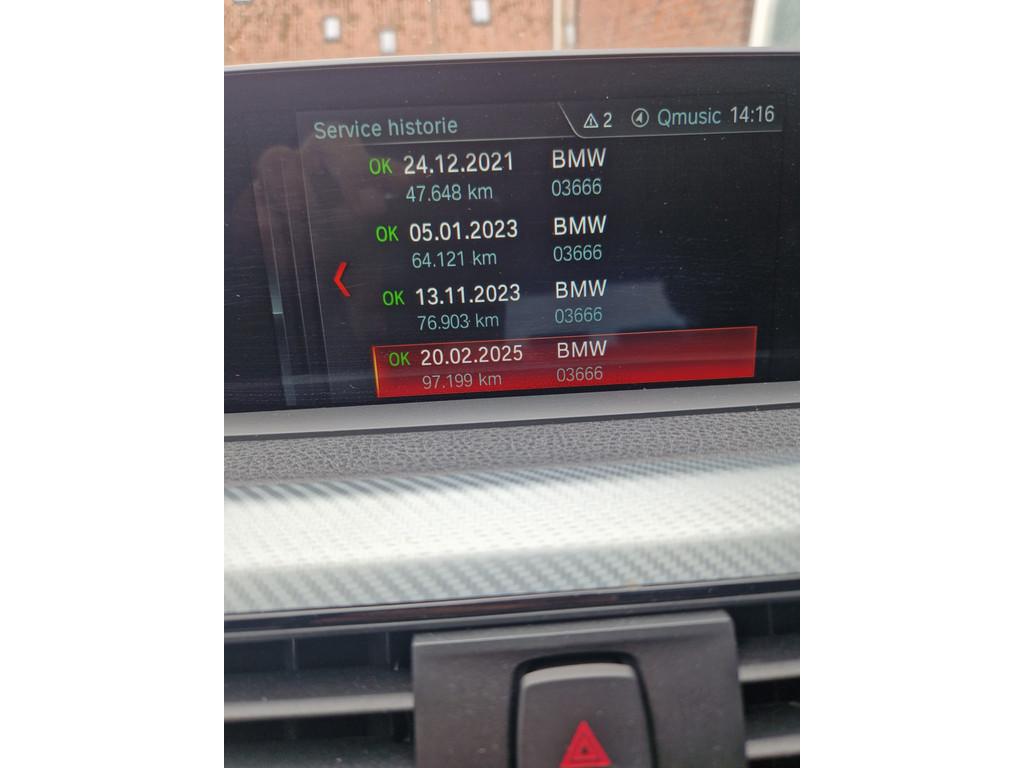 Service historie 2 Qmusic 14:16
OK 24.12.2021 BMW
47.648 km 03666
OK 05.01.2023 BMW
64.121 km 03666
OK 13.11.2023 BMW
76.903 km 03666
OK 20.02.2025 BMW
97.199 km 03666